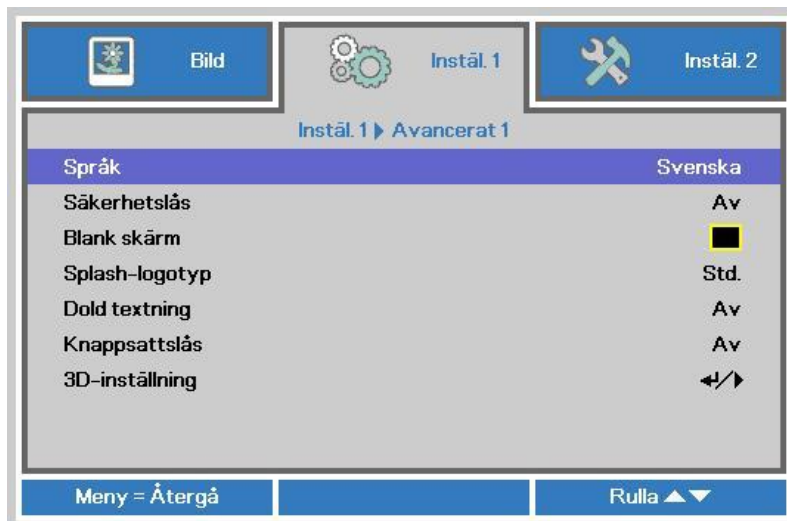 Bild
Instäl. 1
Instäl. 2
Instäl. 1 ▶ Avancerat 1
Språk Svenska
Säkerhetslås Av
Blank skärm
Splash-logotyp Std.
Dold textning Av
Knappsattslås Av
3D-inställning ↵/▶
Meny = Återgå
Rulla ▲▼